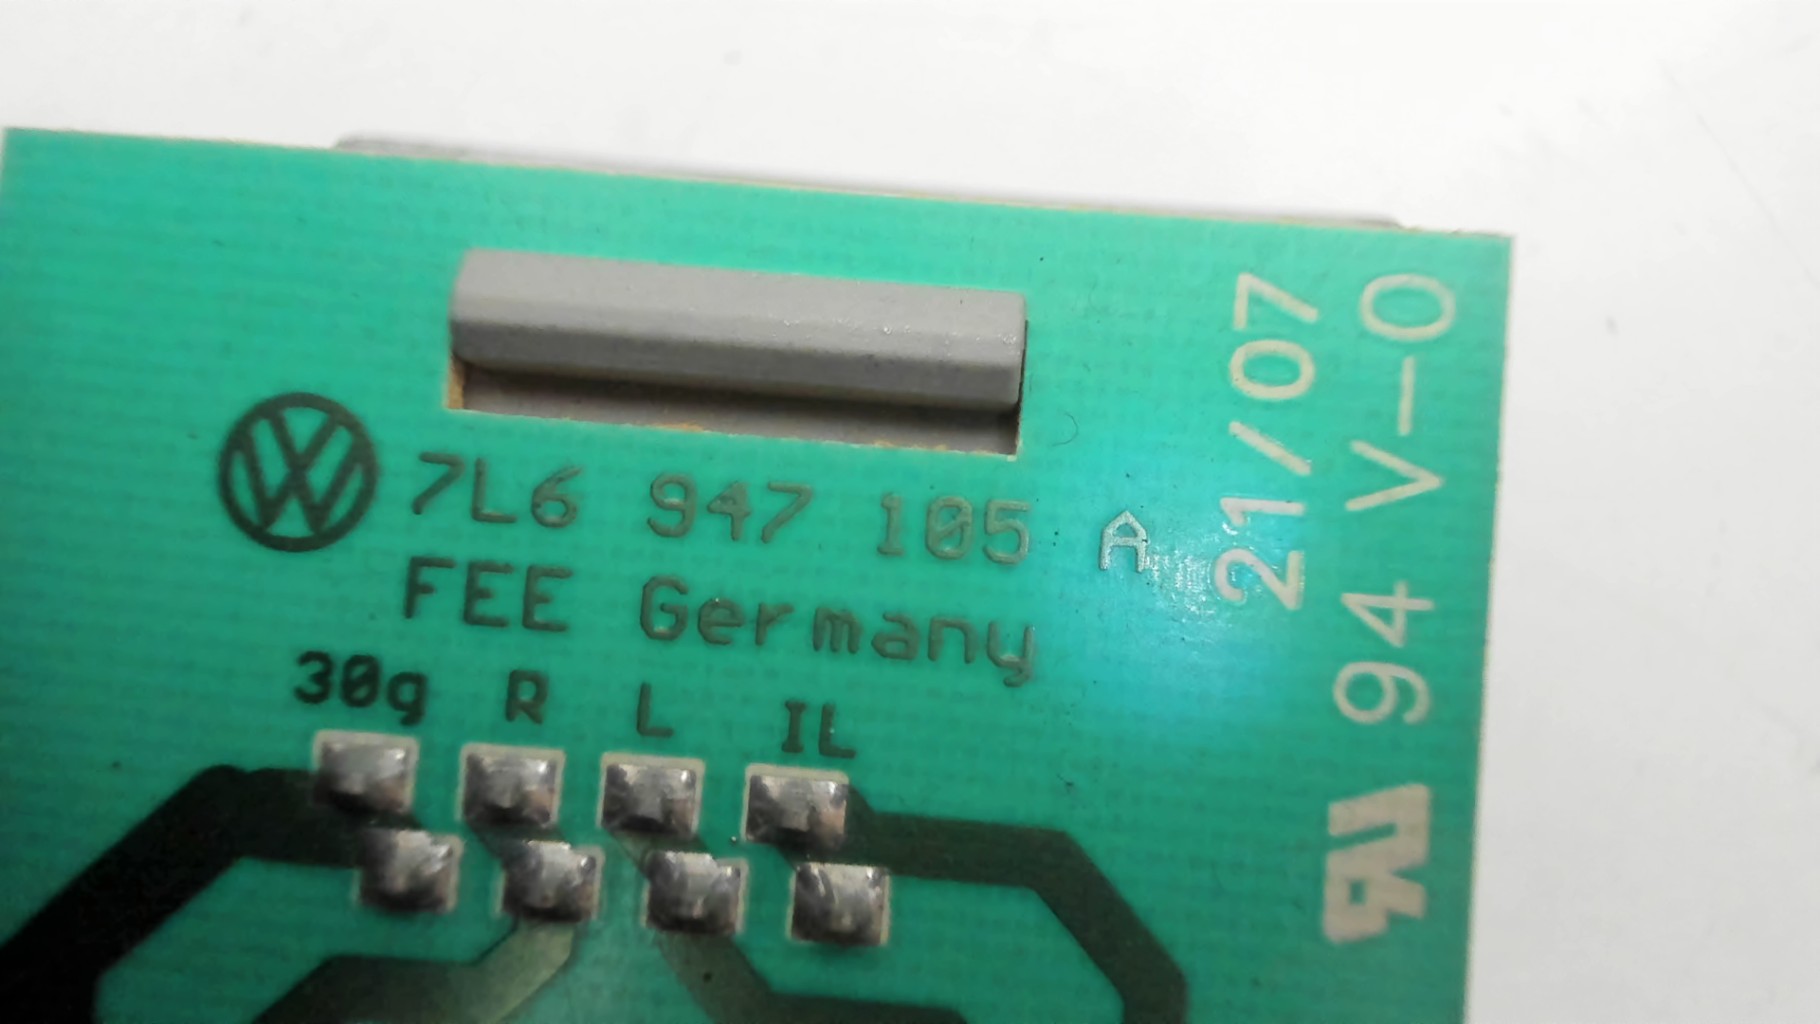 7L6 947 105 A
FEE Germany
30g R L IL
21/07
94 V-0